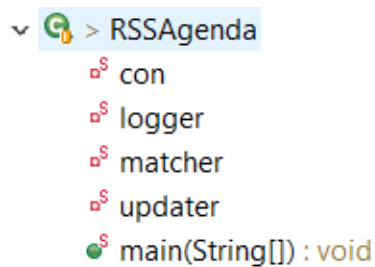 > RSSAgenda
S con
S logger
S matcher
S updater
S main(String[]) : void